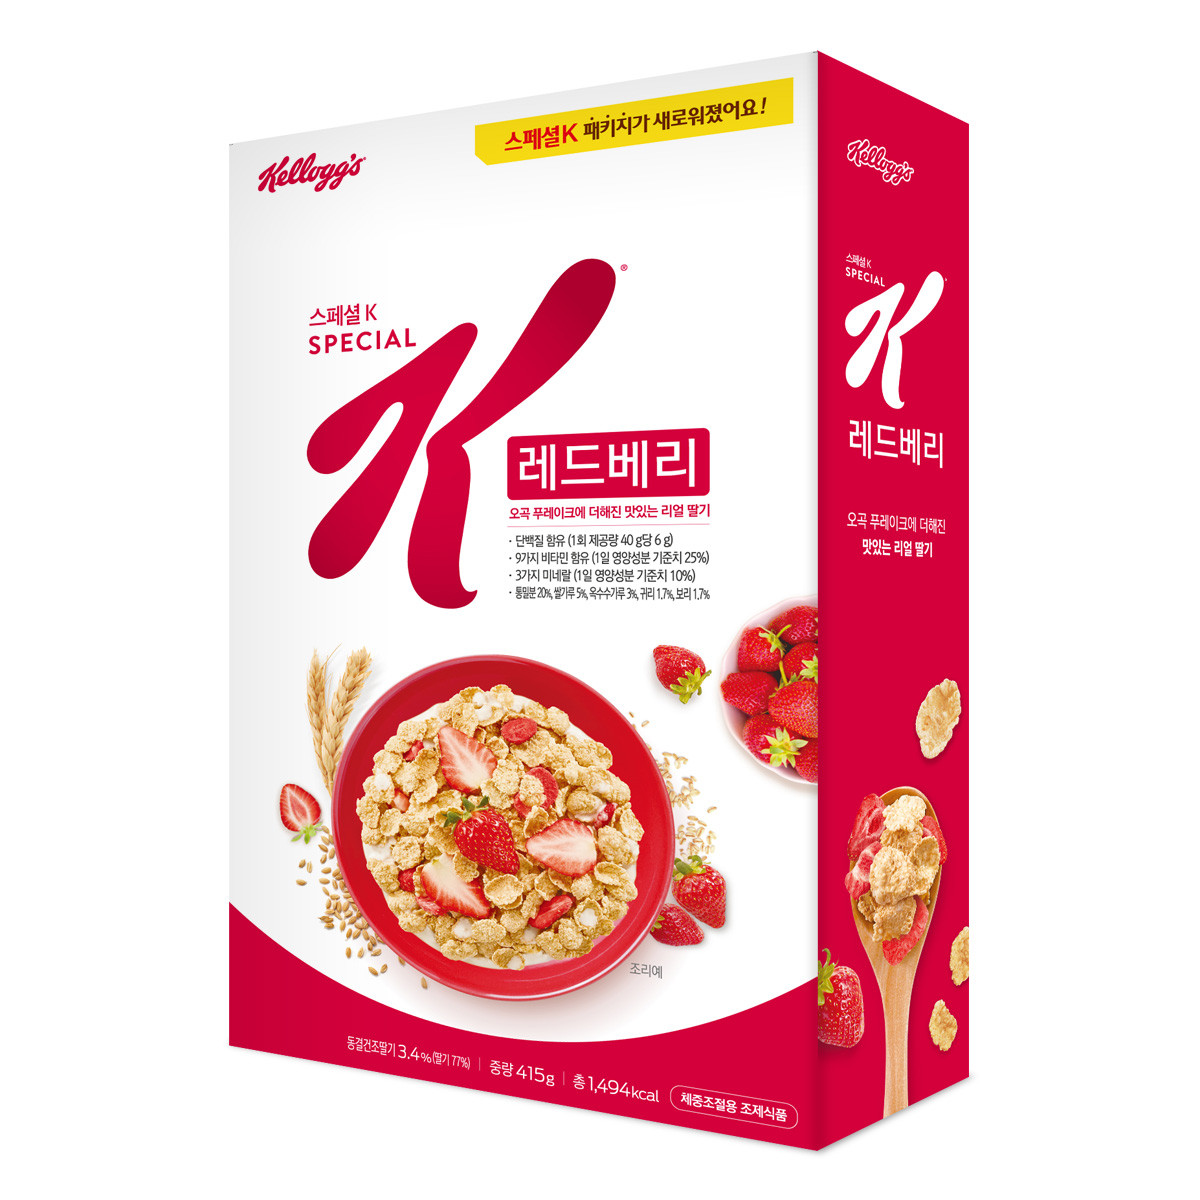 스페셜K 패키지가 새로워졌어요!
Kellogg's
스페셜 K
SPECIAL
K
레드베리
오곡 푸레이크에 더해진 맛있는 리얼 딸기
· 단백질 함유 (1회 제공량 40 g당 6 g)
· 9가지 비타민 함유 (1일 영양성분 기준치 25%)
· 3가지 미네랄 (1일 영양성분 기준치 10%)
· 통밀분 20%, 쌀가루 5%, 옥수수가루 3%, 귀리 1.7%, 보리 1.7%
조리예
동결건조딸기 3.4% (딸기 77%) | 중량 415g | 총 1,494kcal
체중조절용 조제식품
Kellogg's
스페셜 K
SPECIAL
K
레드베리
오곡 푸레이크에 더해진
맛있는 리얼 딸기